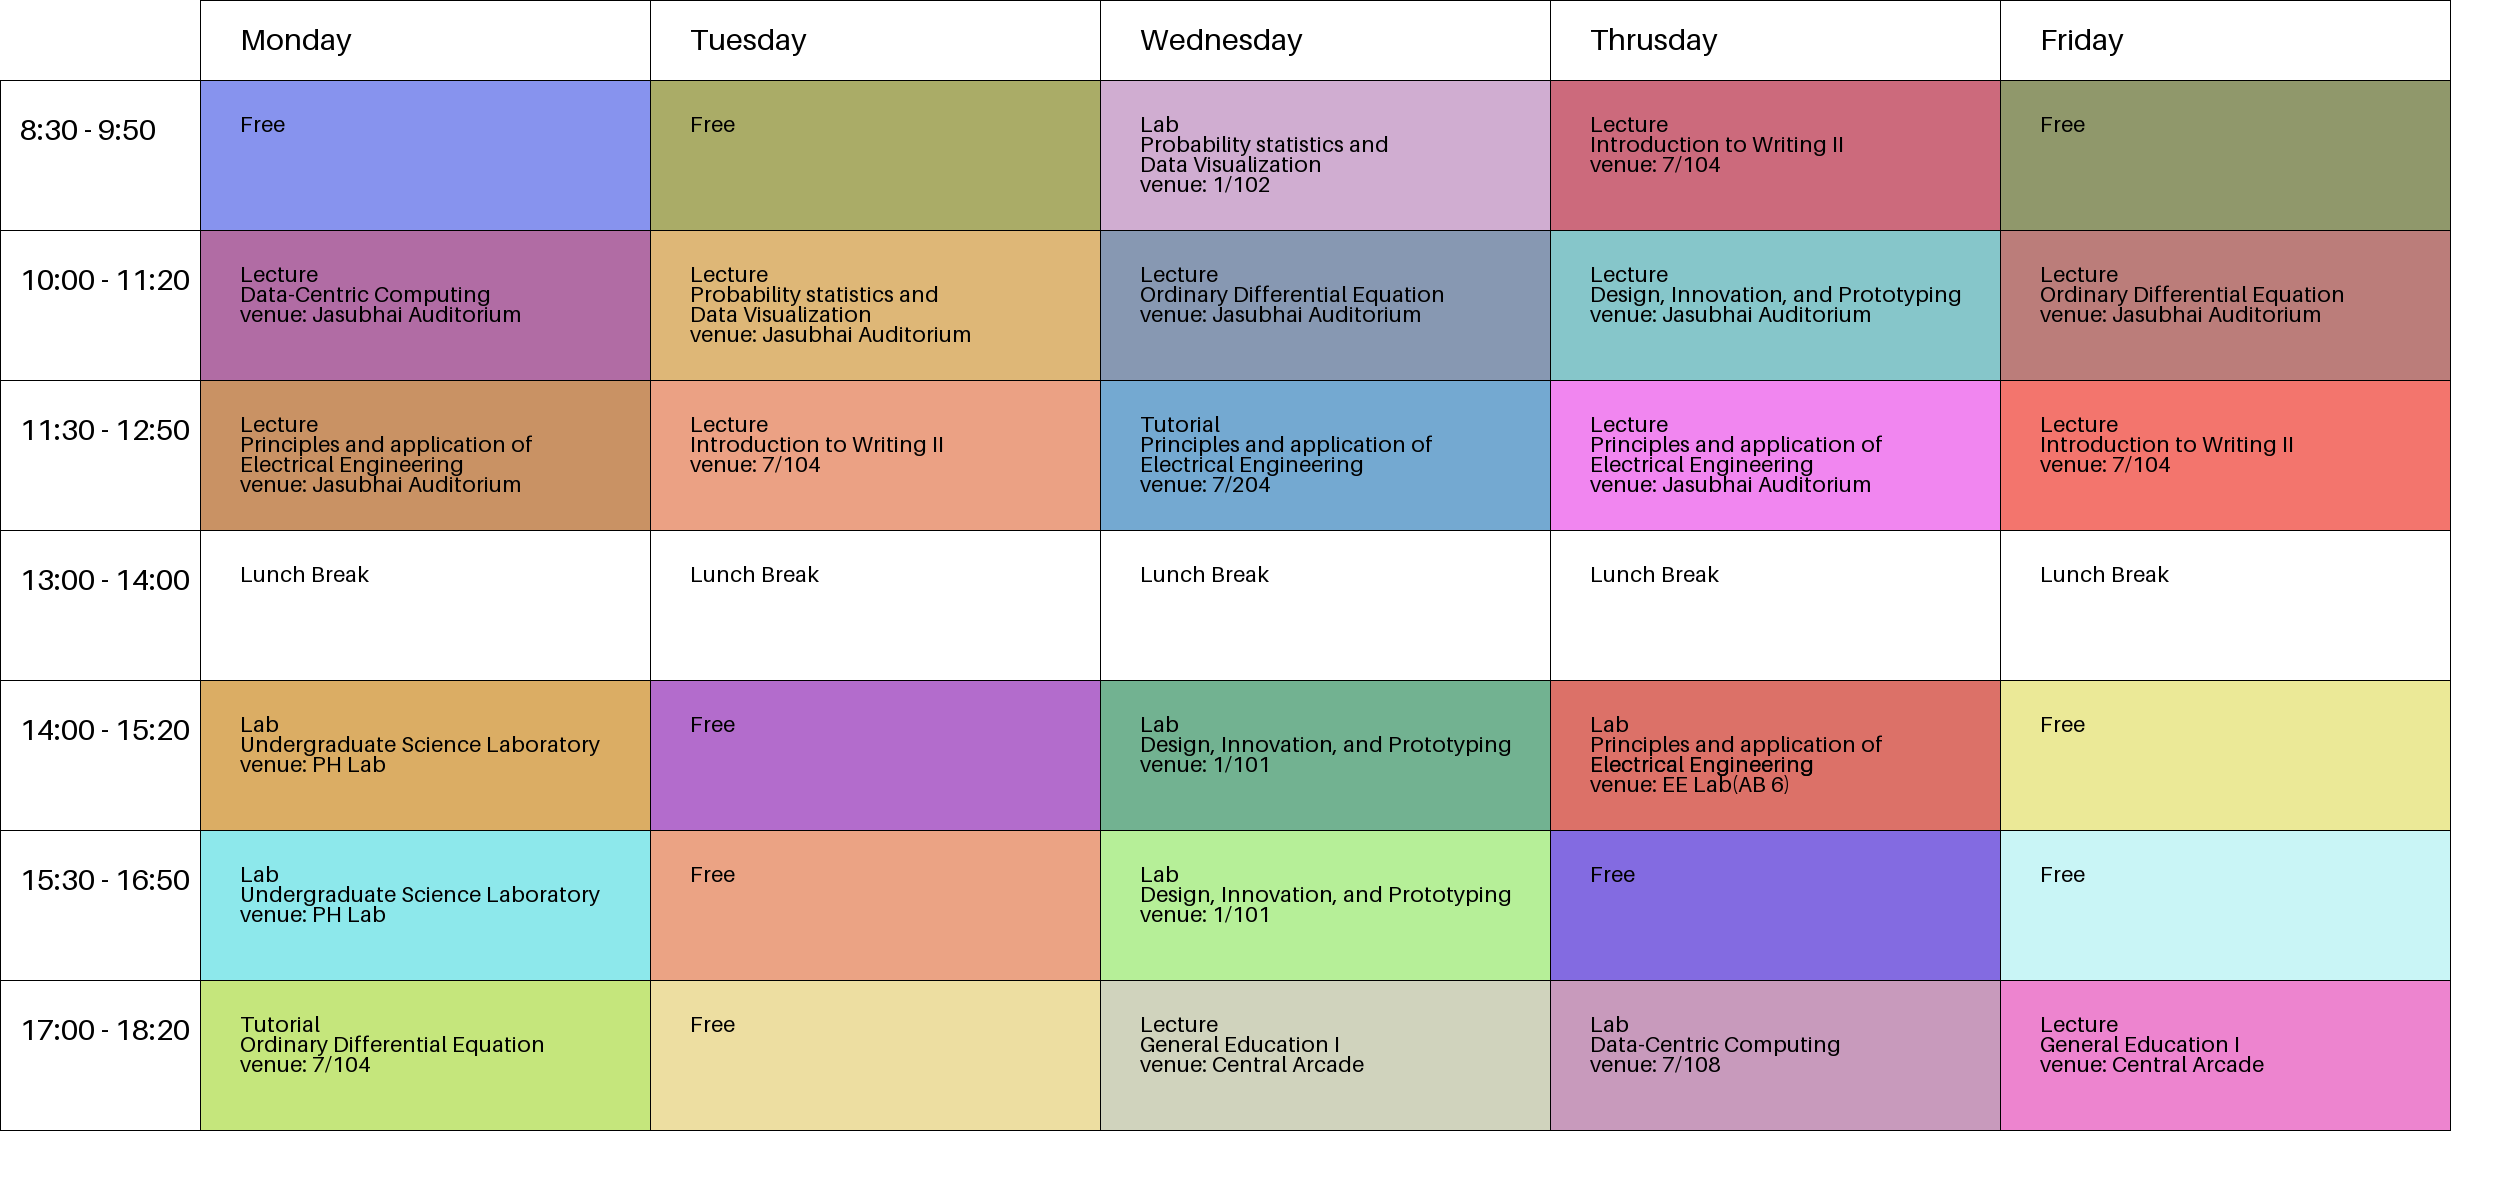 Monday Tuesday Wednesday Thrusday Friday
8:30 - 9:50
Free
Free
Lab
Probability statistics and
Data Visualization
venue: 1/102
Lecture
Introduction to Writing II
venue: 7/104
Free
10:00 - 11:20
Lecture
Data-Centric Computing
venue: Jasubhai Auditorium
Lecture
Probability statistics and
Data Visualization
venue: Jasubhai Auditorium
Lecture
Ordinary Differential Equation
venue: Jasubhai Auditorium
Lecture
Design, Innovation, and Prototyping
venue: Jasubhai Auditorium
Lecture
Ordinary Differential Equation
venue: Jasubhai Auditorium
11:30 - 12:50
Lecture
Principles and application of
Electrical Engineering
venue: Jasubhai Auditorium
Lecture
Introduction to Writing II
venue: 7/104
Tutorial
Principles and application of
Electrical Engineering
venue: 7/204
Lecture
Principles and application of
Electrical Engineering
venue: Jasubhai Auditorium
Lecture
Introduction to Writing II
venue: 7/104
13:00 - 14:00
Lunch Break
Lunch Break
Lunch Break
Lunch Break
Lunch Break
14:00 - 15:20
Lab
Undergraduate Science Laboratory
venue: PH Lab
Free
Lab
Design, Innovation, and Prototyping
venue: 1/101
Lab
Principles and application of
Electrical Engineering
venue: EE Lab(AB 6)
Free
15:30 - 16:50
Lab
Undergraduate Science Laboratory
venue: PH Lab
Free
Lab
Design, Innovation, and Prototyping
venue: 1/101
Free
Free
17:00 - 18:20
Tutorial
Ordinary Differential Equation
venue: 7/104
Free
Lecture
General Education I
venue: Central Arcade
Lab
Data-Centric Computing
venue: 7/108
Lecture
General Education I
venue: Central Arcade